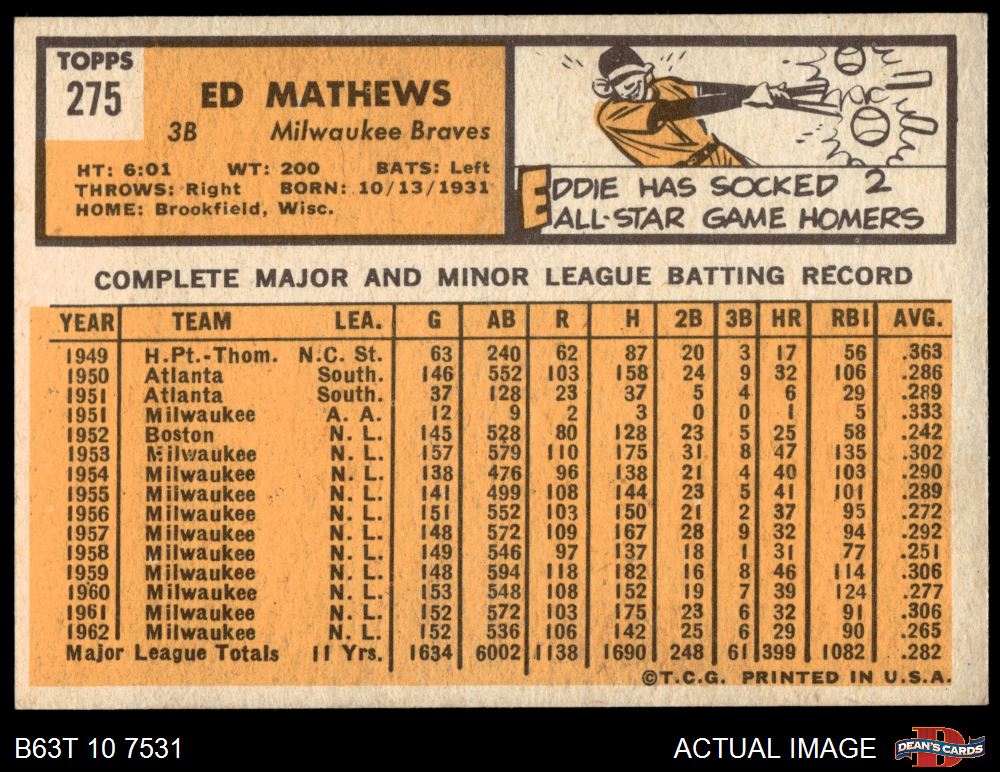 TOPPS
275
ED MATHEWS
3B Milwaukee Braves
HT: 6:01 WT: 200 BATS: Left
THROWS: Right BORN: 10/13/1931
HOME: Brookfield, Wisc.
EDDIE HAS SOCKED 2
ALL-STAR GAME HOMERS
COMPLETE MAJOR AND MINOR LEAGUE BATTING RECORD
YEAR TEAM LEA. G AB R H 2B 3B HR RBI AVG.
1949 H.Pt.-Thom. N.C. St. 63 240 62 87 20 3 17 56 .363
1950 Atlanta South. 146 552 103 158 24 9 32 106 .286
1951 Atlanta South. 37 128 23 37 5 4 6 29 .289
1951 Milwaukee A. A. 12 9 2 3 0 0 1 5 .333
1952 Boston N. L. 145 528 80 128 23 5 25 58 .242
1953 Milwaukee N. L. 157 579 110 175 31 8 47 135 .302
1954 Milwaukee N. L. 138 476 96 138 21 4 40 103 .290
1955 Milwaukee N. L. 141 499 108 144 23 5 41 101 .289
1956 Milwaukee N. L. 151 552 103 150 21 2 37 95 .272
1957 Milwaukee N. L. 148 572 109 167 28 9 32 94 .292
1958 Milwaukee N. L. 149 546 97 137 18 1 31 77 .251
1959 Milwaukee N. L. 148 594 118 182 16 8 46 114 .306
1960 Milwaukee N. L. 153 548 108 152 19 7 39 124 .277
1961 Milwaukee N. L. 152 572 103 175 23 6 32 91 .306
1962 Milwaukee N. L. 152 536 106 142 25 6 29 90 .265
Major League Totals 11 Yrs. 1634 6002 1138 1690 248 61 399 1082 .282
©T.C.G. PRINTED IN U.S.A.
B63T 10 7531
ACTUAL IMAGE
D
DEAN'S CARDS